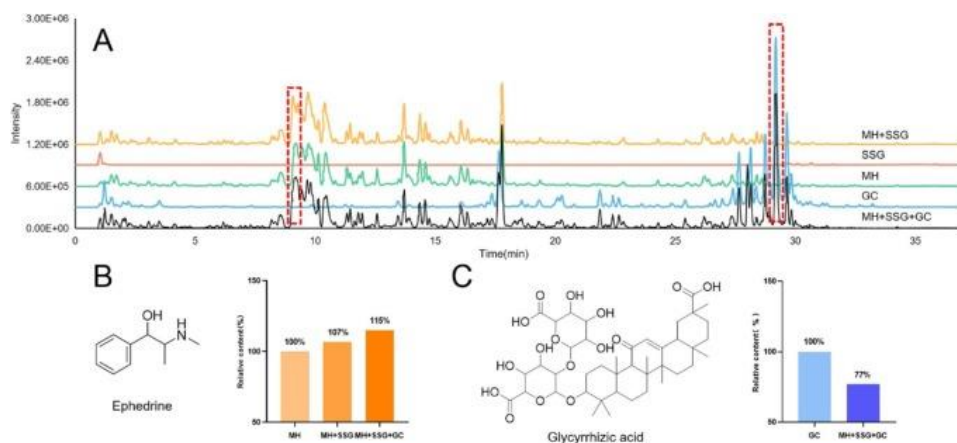 3.00E+06
2.40E+06
1.80E+06
1.20E+06
6.00E+05
0.00E+00
Intensity
A
MH+SSG
SSG
MH
GC
MH+SSG+GC
0 5 10 15 20 25 30 35
Time(min)
B
OH
H
N
Ephedrine
Relative content(%)
150
100
50
100%
107%
115%
MH MH+SSG MH+SSG+GC
C
O
OH
OH
O
OH
HO
O
OH
O
OH
O
OH
O
HO
O
O
Glycyrrhizic acid
Relative content( %)
150
100
50
100%
77%
GC MH+SSG+GC